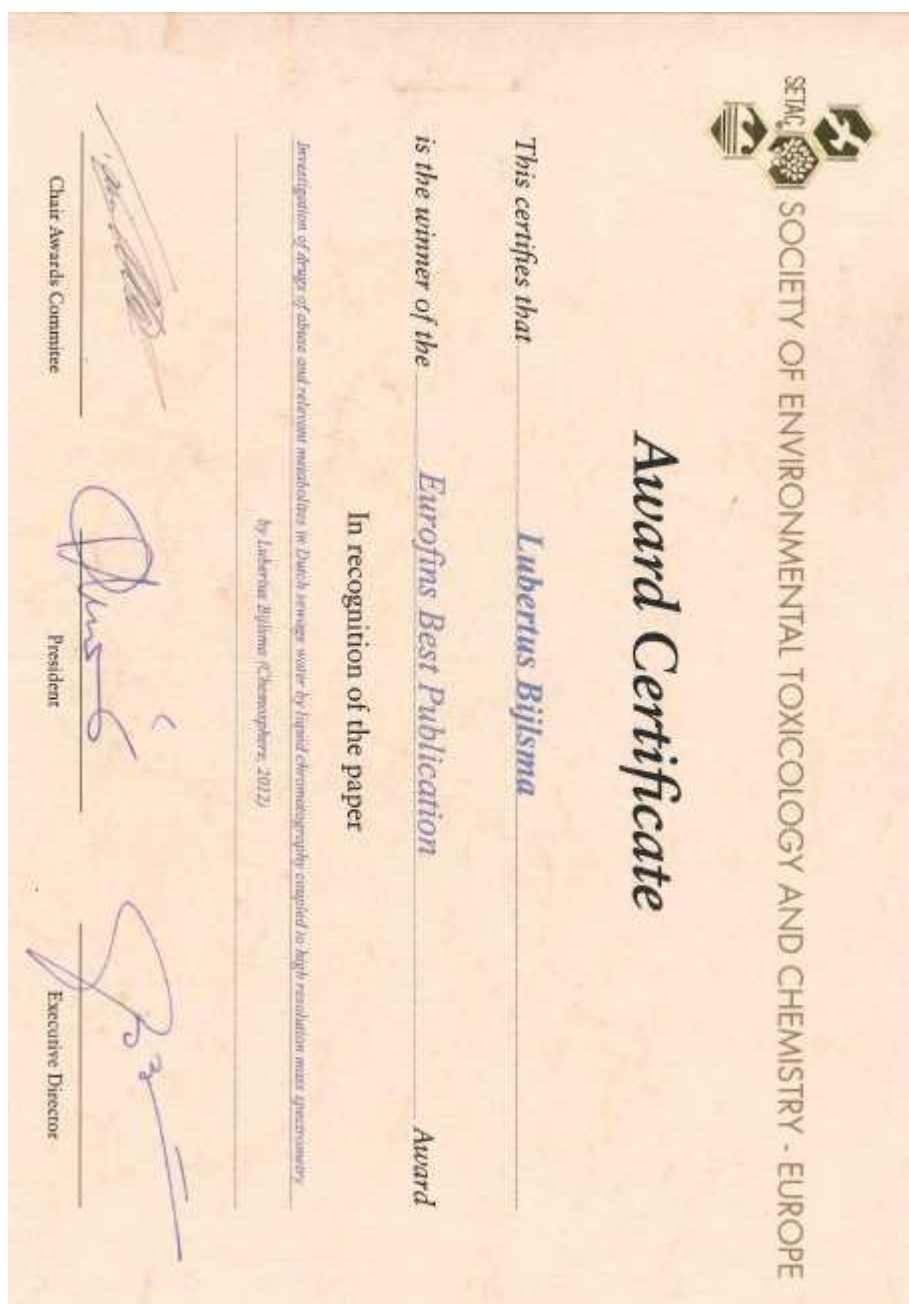 SETAC SOCIETY OF ENVIRONMENTAL TOXICOLOGY AND CHEMISTRY - EUROPE
Award Certificate
This certifies that Lubertus Bijlsma
is the winner of the Eurofins Best Publication Award
In recognition of the paper
Investigation of drugs of abuse and relevant metabolites in Dutch sewage water by liquid chromatography coupled to high resolution mass spectrometry
by Lubertus Bijlsma (Chemosphere, 2012)
Chair Awards Commitee
President
Executive Director